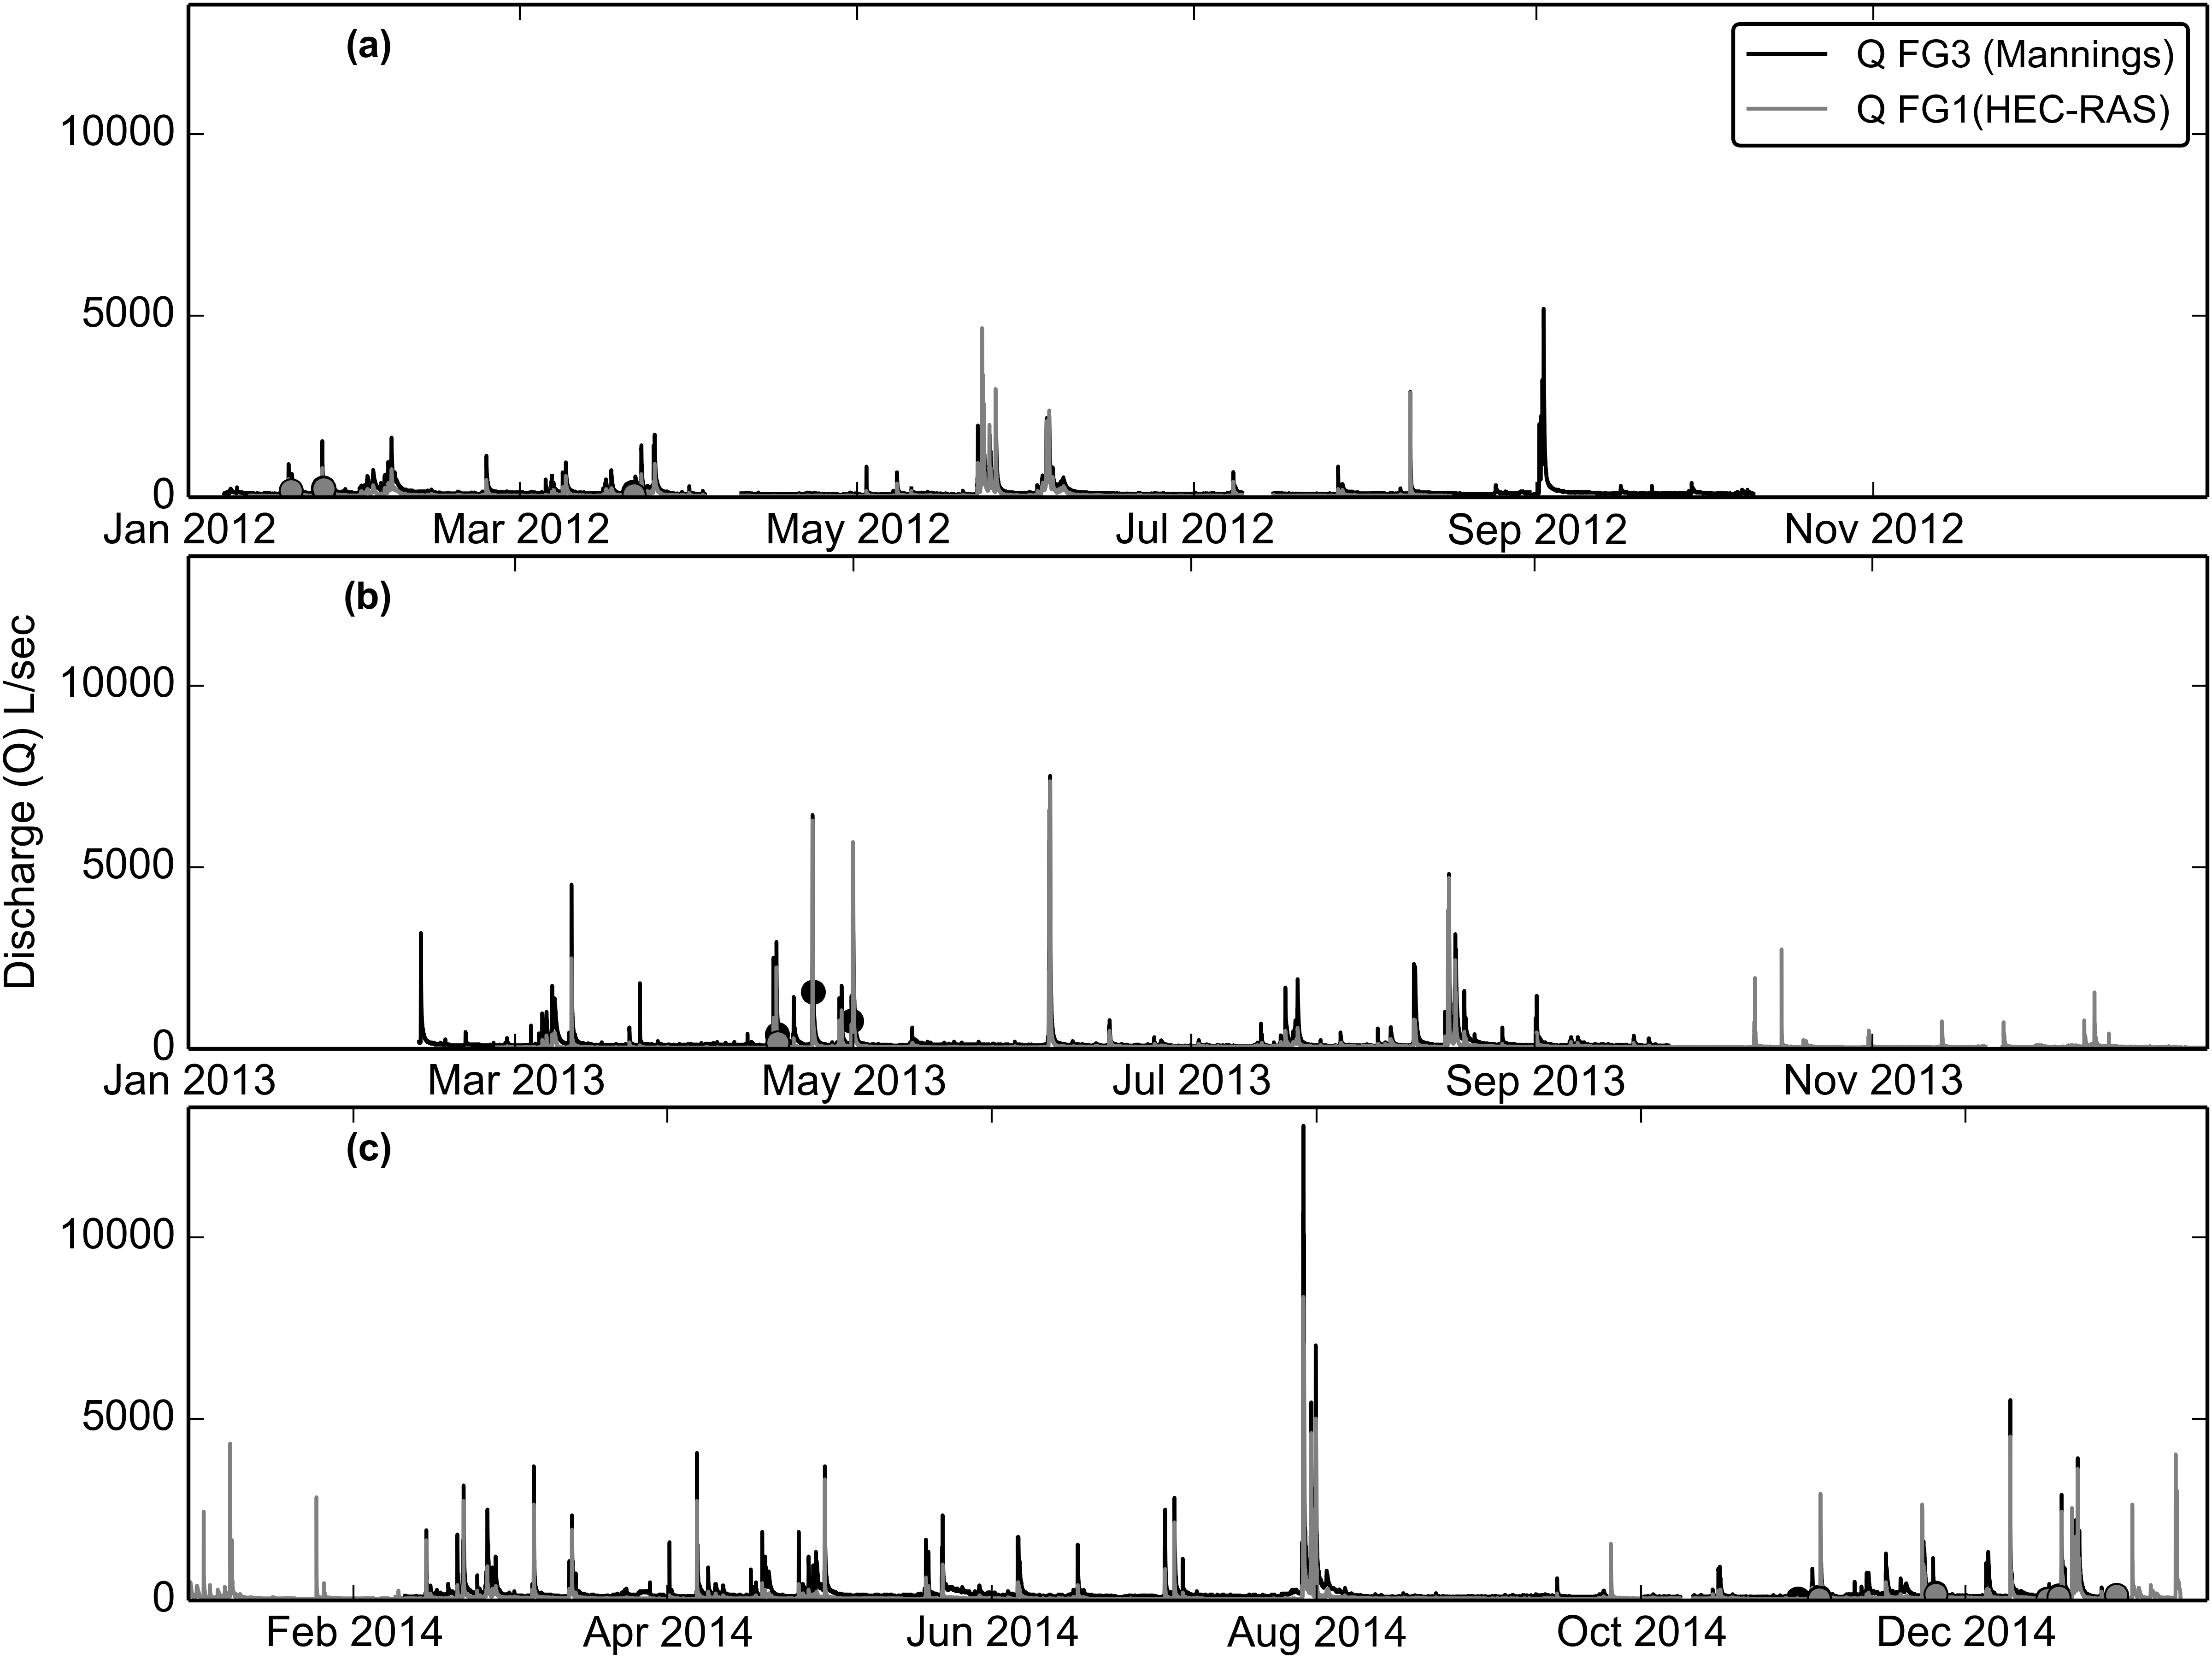 (a)
Q FG3 (Mannings)
Q FG1(HEC-RAS)
10000
5000
0
Jan 2012 Mar 2012 May 2012 Jul 2012 Sep 2012 Nov 2012
(b)
Discharge (Q) L/sec
10000
5000
0
Jan 2013 Mar 2013 May 2013 Jul 2013 Sep 2013 Nov 2013
(c)
10000
5000
0
Feb 2014 Apr 2014 Jun 2014 Aug 2014 Oct 2014 Dec 2014